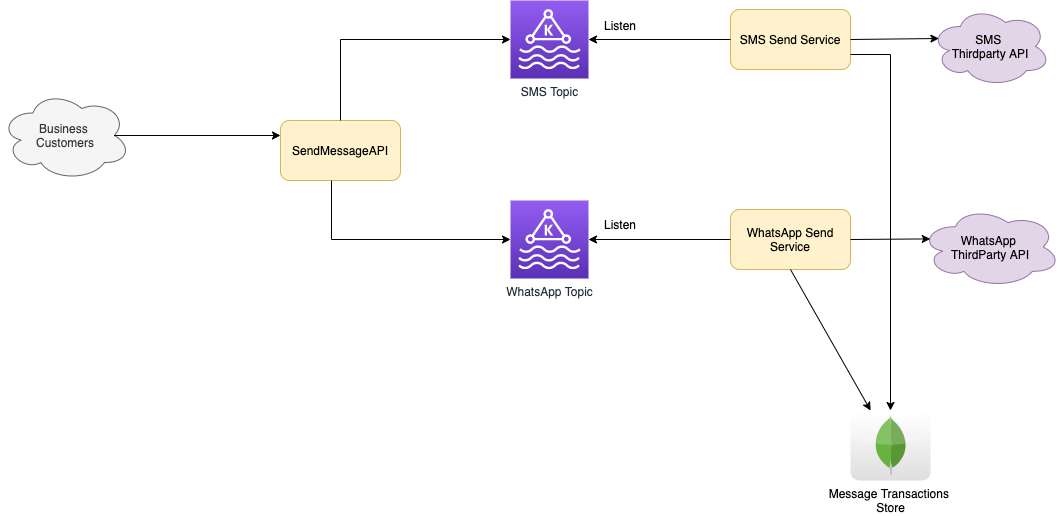 Listen
SMS Send Service
SMS
Thirdparty API
K
SMS Topic
Business
Customers
SendMessageAPI
Listen
WhatsApp Send
Service
WhatsApp
ThirdParty API
K
WhatsApp Topic
Message Transactions
Store